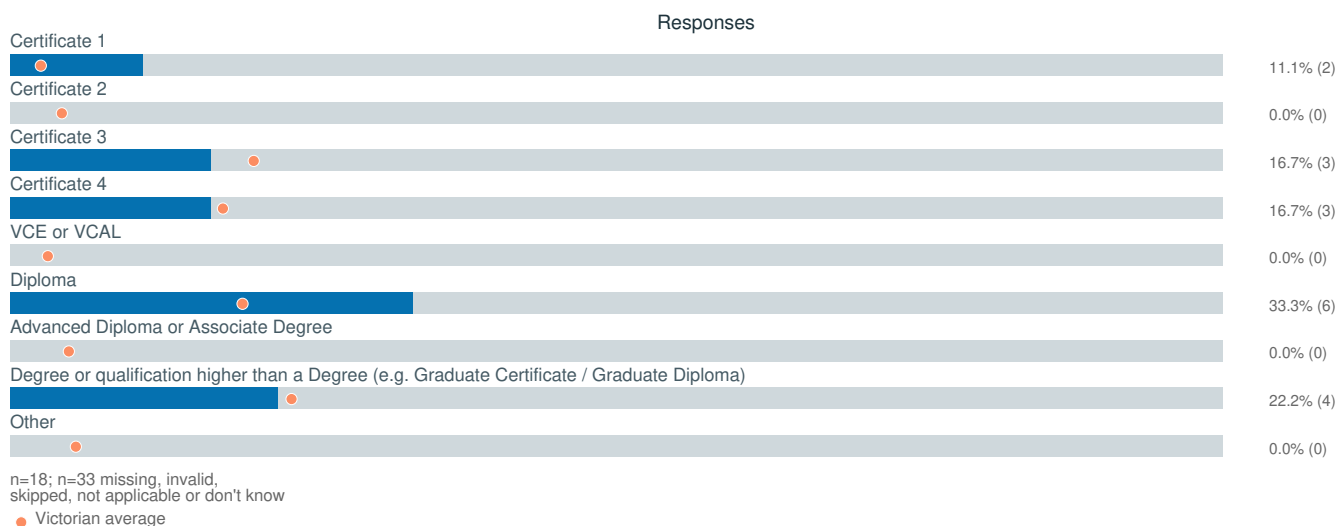 Responses
Certificate 1
11.1% (2)
Certificate 2
0.0% (0)
Certificate 3
16.7% (3)
Certificate 4
16.7% (3)
VCE or VCAL
0.0% (0)
Diploma
33.3% (6)
Advanced Diploma or Associate Degree
0.0% (0)
Degree or qualification higher than a Degree (e.g. Graduate Certificate / Graduate Diploma)
22.2% (4)
Other
0.0% (0)
n=18; n=33 missing, invalid,
skipped, not applicable or don't know
Victorian average